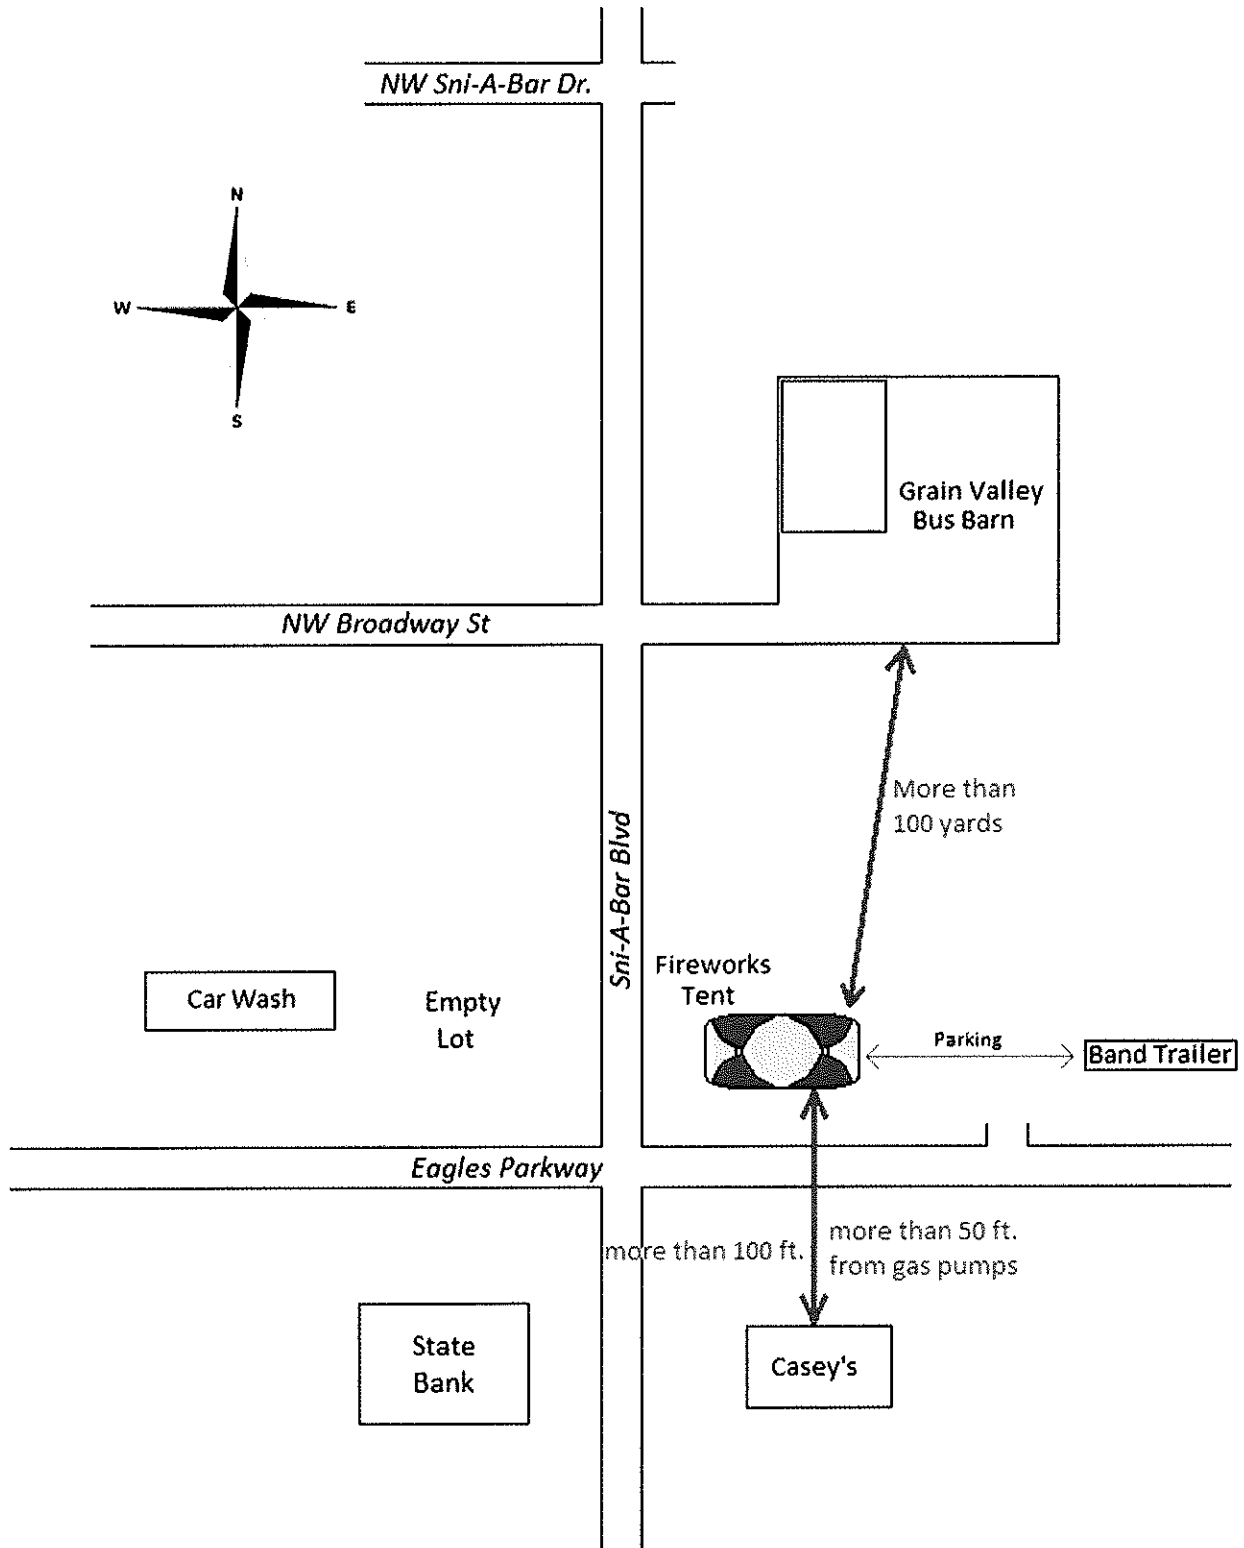 NW Sni-A-Bar Dr.
N
W
E
S
Grain Valley
Bus Barn
NW Broadway St
More than
100 yards
Sni-A-Bar Blvd
Fireworks
Tent
Car Wash
Empty
Lot
Parking
Band Trailer
Eagles Parkway
more than 100 ft.
more than 50 ft.
from gas pumps
State
Bank
Casey's